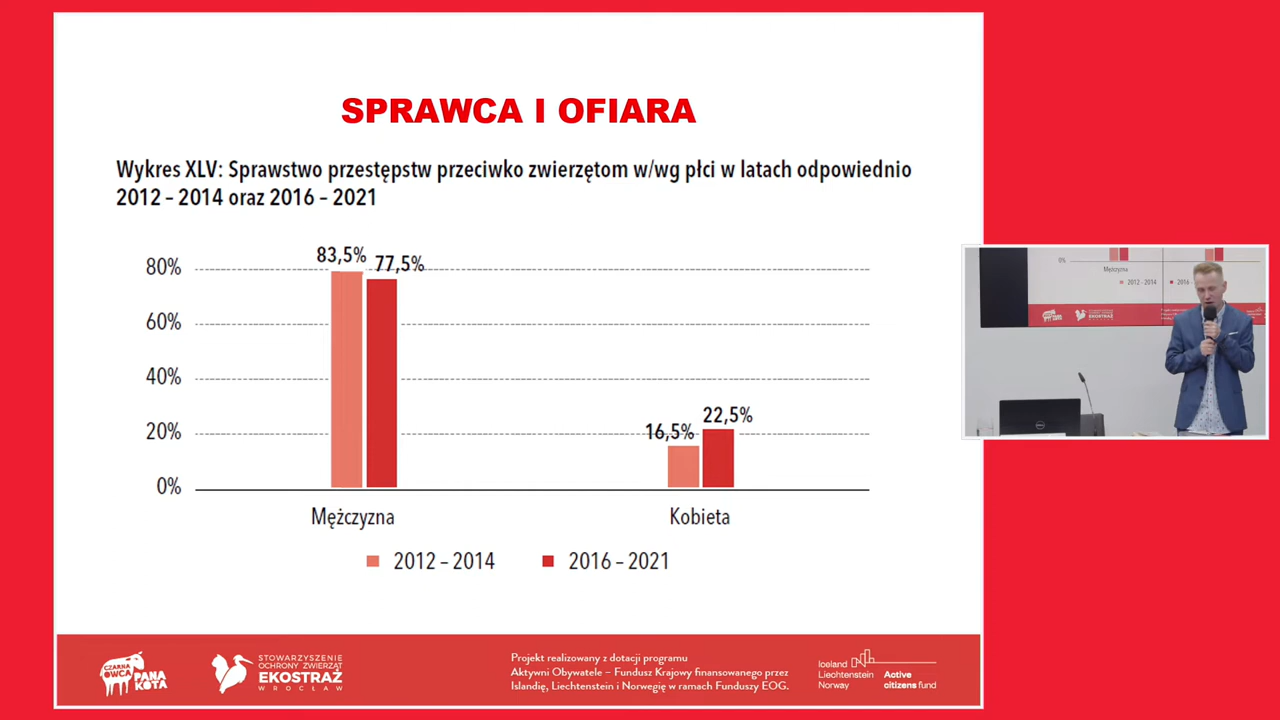 SPRAWCA I OFIARA
Wykres XLV: Sprawstwo przestępstw przeciwko zwierzętom w/wg płci w latach odpowiednio
2012 – 2014 oraz 2016 – 2021
83,5%
77,5%
80%
60%
40%
20%
0%
16,5%
22,5%
Mężczyzna
Kobieta
2012 – 2014
2016 – 2021
CZARNA
OWCA
PANA
KOTA
STOWARZYSZENIE
OCHRONY ZWIERZĄT
EKOSTRAŻ
WROCŁAW
Projekt realizowany z dotacji programu
Aktywni Obywatele – Fundusz Krajowy finansowanego przez
Islandię, Liechtenstein i Norwegię w ramach Funduszy EOG.
Iceland
Liechtenstein
Norway
Active
citizens fund
0%
Mężczyzna
2012 - 2014
2016 -
PANA
KOTA
EKOSTRAŻ